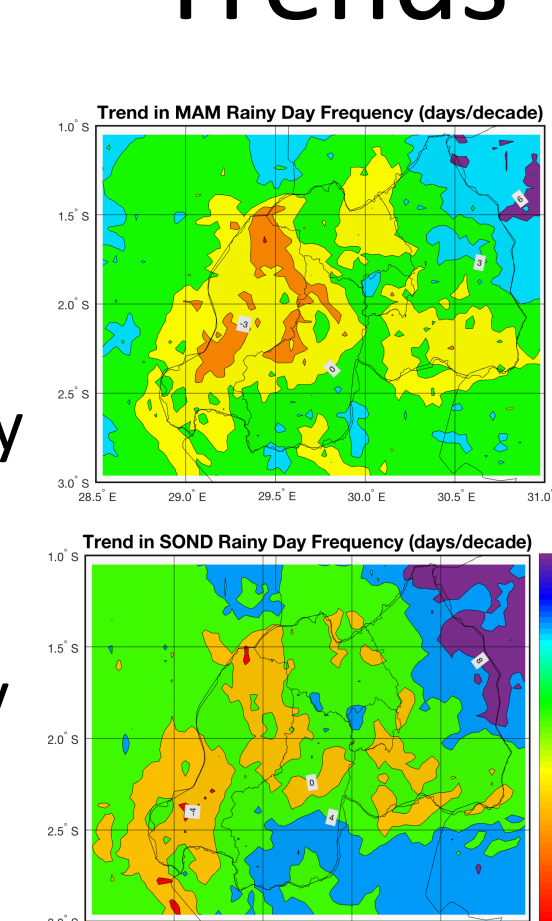 Trends
Trend in MAM Rainy Day Frequency (days/decade)
1.0° S
1.5° S
2.0° S
2.5° S
3.0° S
6
3
-3
0
28.5° E 29.0° E 29.5° E 30.0° E 30.5° E 31.0°
y
Trend in SOND Rainy Day Frequency (days/decade)
1.0° S
1.5° S
2.0° S
2.5° S
8
0
4
-4
y